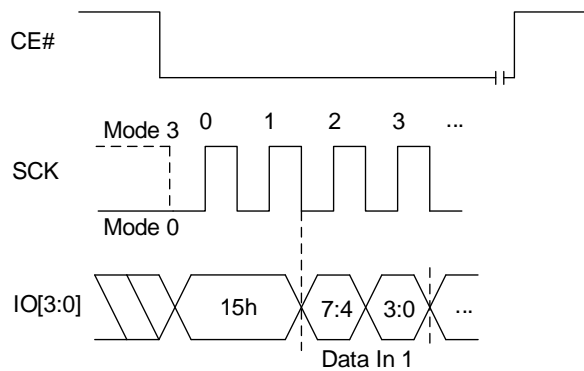 CE#
Mode 3 0 1 2 3 ...
SCK
Mode 0
IO[3:0] 15h 7:4 3:0 ...
Data In 1